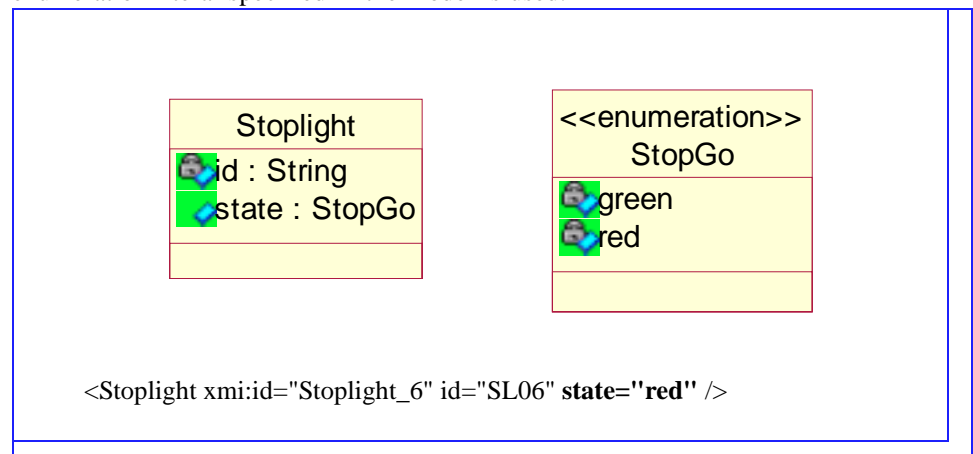 Stoplight
id : String
state : StopGo
<<enumeration>>
StopGo
green
red
<Stoplight xmi:id="Stoplight_6" id="SL06" state="red" />